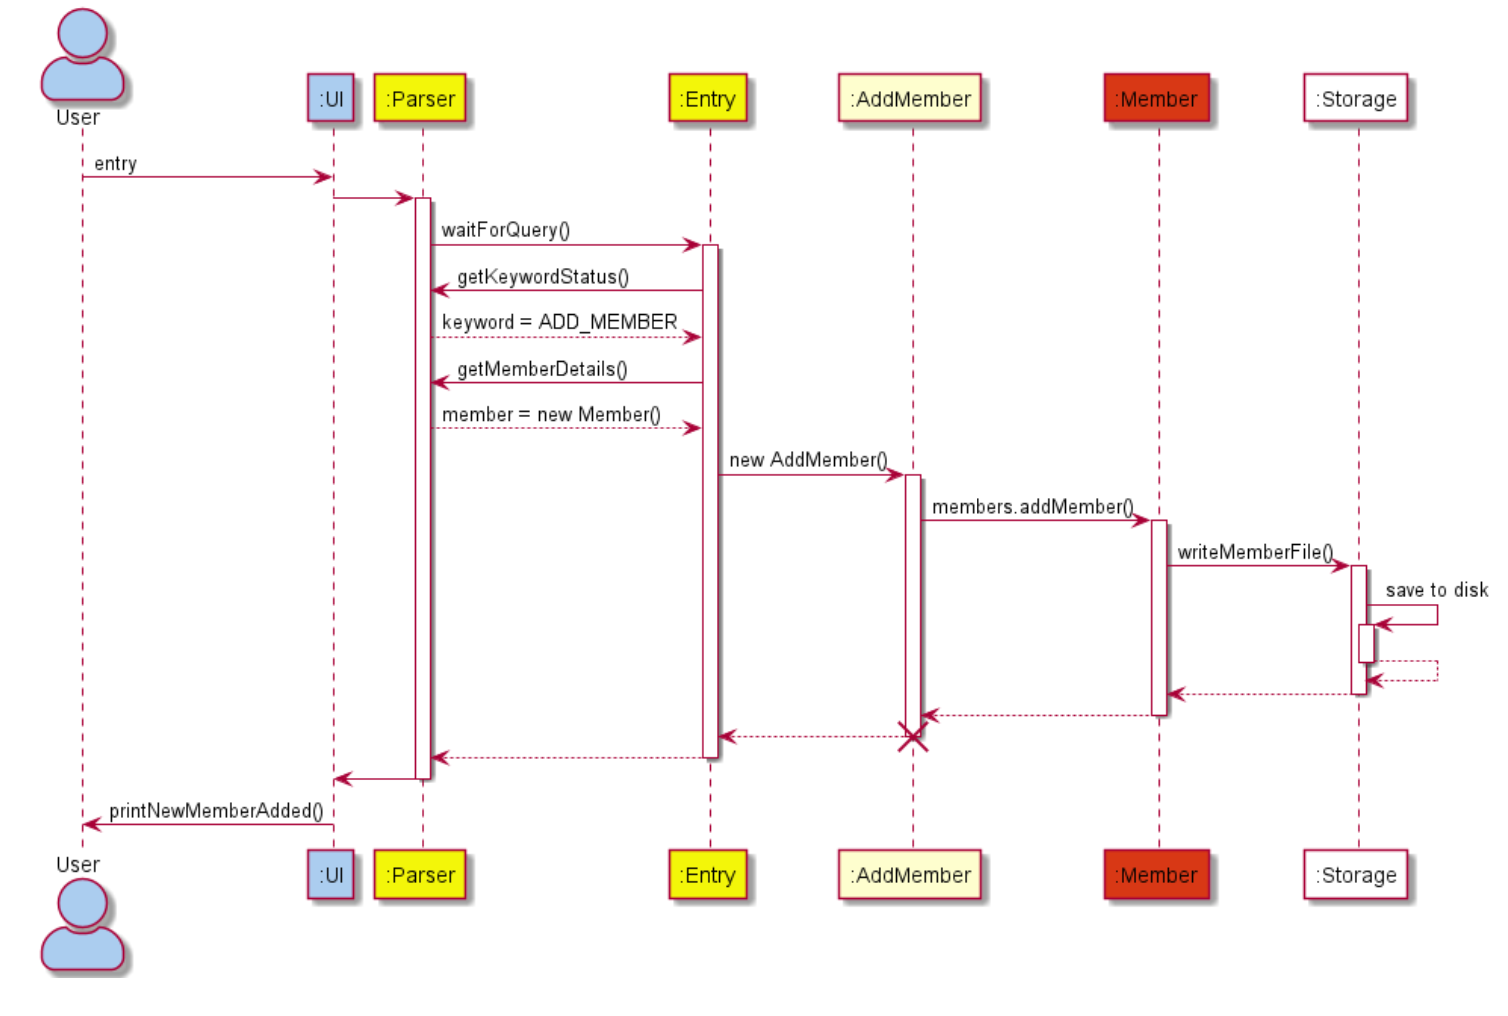 User
:UI
:Parser
:Entry
:AddMember
:Member
:Storage
entry
waitForQuery()
getKeywordStatus()
keyword = ADD_MEMBER
getMemberDetails()
member = new Member()
new AddMember()
members.addMember()
writeMemberFile()
save to disk
printNewMemberAdded()
User
:UI
:Parser
:Entry
:AddMember
:Member
:Storage